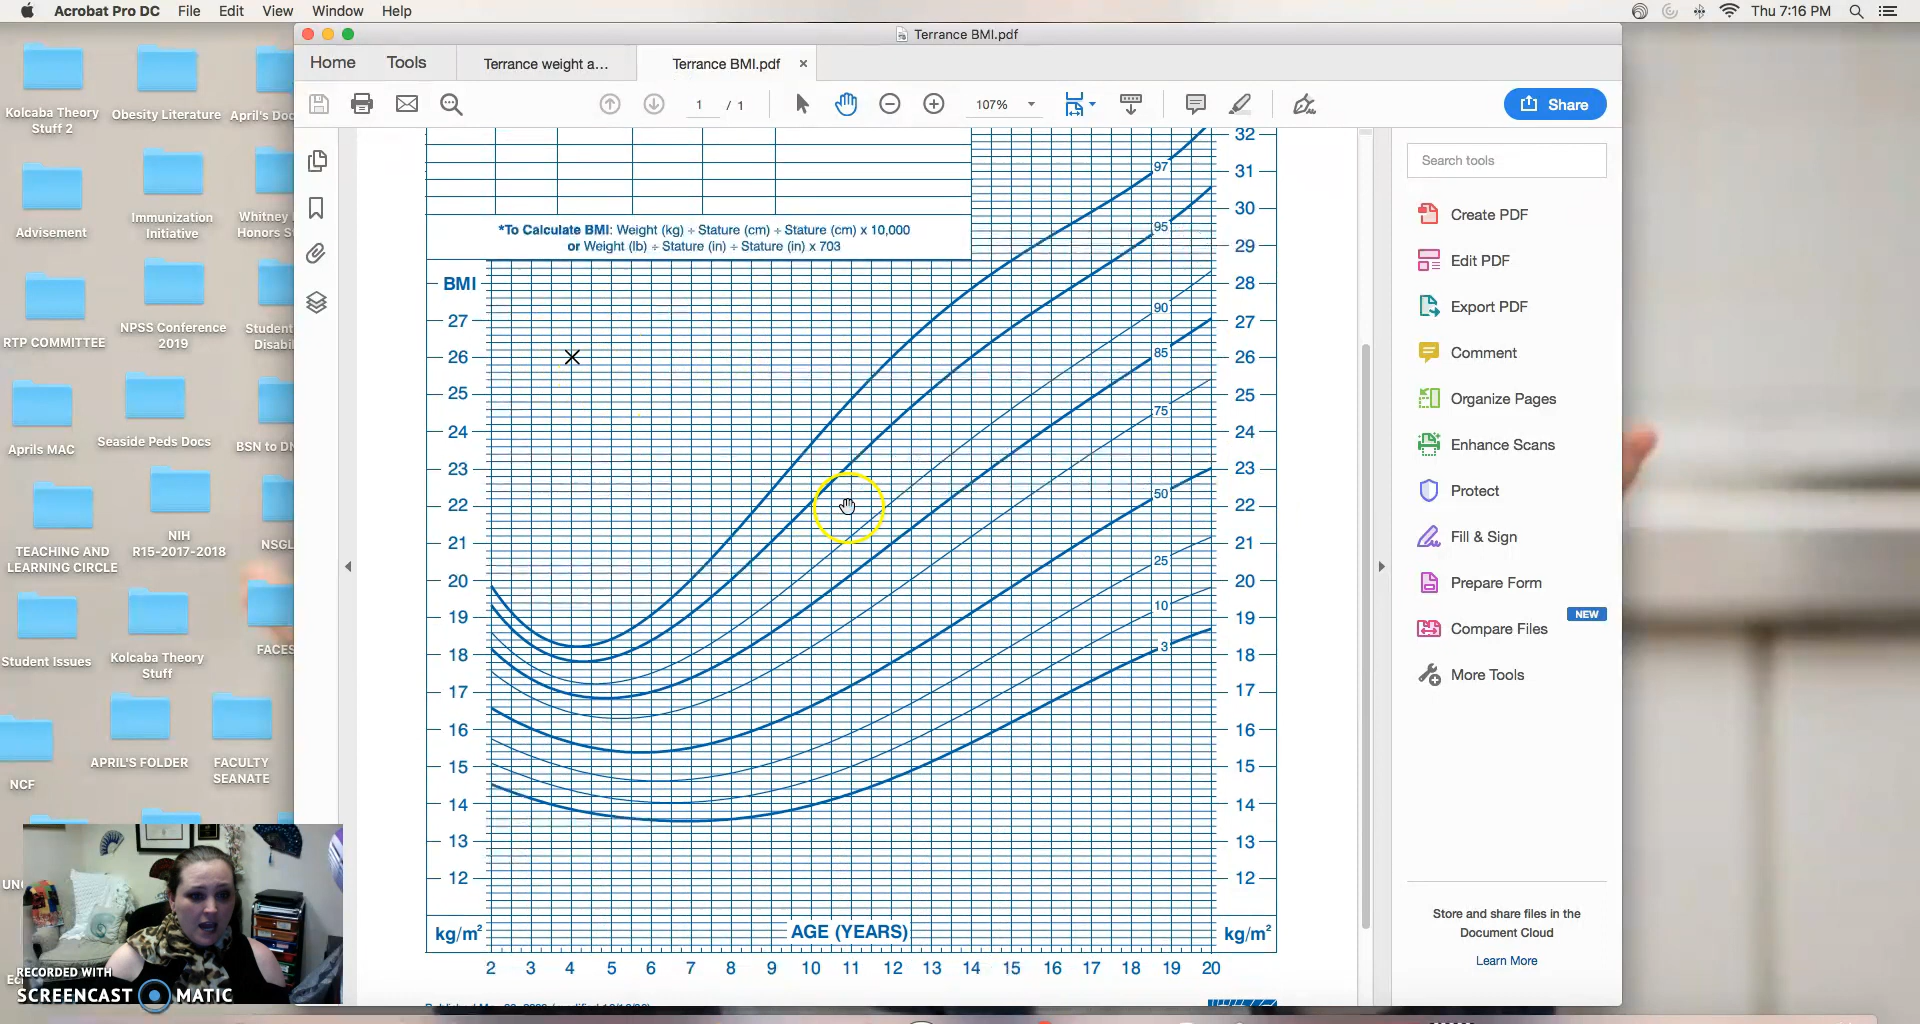 Acrobat Pro DC File Edit View Window Help Thu 7:16 PM
Terrance BMI.pdf
Home Tools Terrance weight a... Terrance BMI.pdf ×
1 / 1 107% Share
Kolcaba Theory Stuff 2
Obesity Literature
April's Doc
Advisement
Immunization Initiative
Whitney
Honors S
RTP COMMITTEE
NPSS Conference 2019
Student
Disabi
Aprils MAC
Seaside Peds Docs
BSN to DN
TEACHING AND LEARNING CIRCLE
NIH R15-2017-2018
NSGL
Student Issues
Kolcaba Theory Stuff
FACES
NCF
APRIL'S FOLDER
FACULTY SEANATE
UN
RECORDED WITH
SCREENCAST MATIC
*To Calculate BMI: Weight (kg) ÷ Stature (cm) ÷ Stature (cm) x 10,000
or Weight (lb) ÷ Stature (in) ÷ Stature (in) x 703
BMI
27
26
25
24
23
22
21
20
19
18
17
16
15
14
13
12
kg/m²
97
95
90
85
75
50
25
10
3
32
31
30
29
28
27
26
25
24
23
22
21
20
19
18
17
16
15
14
13
12
kg/m²
AGE (YEARS)
2 3 4 5 6 7 8 9 10 11 12 13 14 15 16 17 18 19 20
Search tools
Create PDF
Edit PDF
Export PDF
Comment
Organize Pages
Enhance Scans
Protect
Fill & Sign
Prepare Form
NEW
Compare Files
More Tools
Store and share files in the
Document Cloud
Learn More